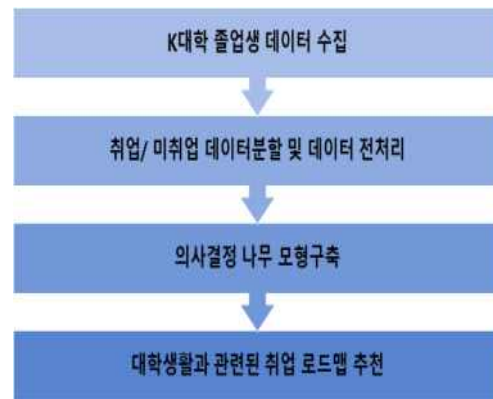 K대학 졸업생 데이터 수집
취업/ 미취업 데이터분할 및 데이터 전처리
의사결정 나무 모형구축
대학생활과 관련된 취업 로드맵 추천